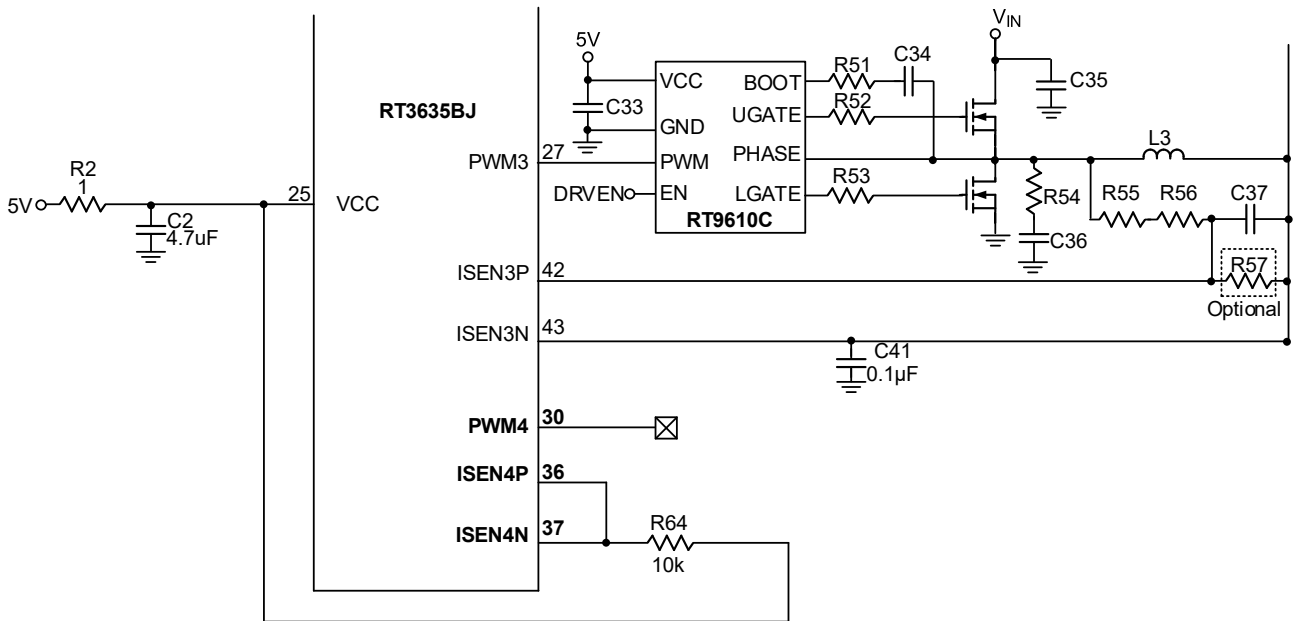 V_IN
5V
C34
R51
VCC
BOOT
C35
RT3635BJ
C33
R52
UGATE
GND
L3
PWM3
27
PWM
PHASE
R2
1
R53
R54
R55
R56
C37
25
VCC
DRVEN
EN
LGATE
5V
RT9610C
C2
4.7uF
C36
ISEN3P
42
R57
Optional
ISEN3N
43
C41
0.1µF
PWM4
30
ISEN4P
36
ISEN4N
37
R64
10k